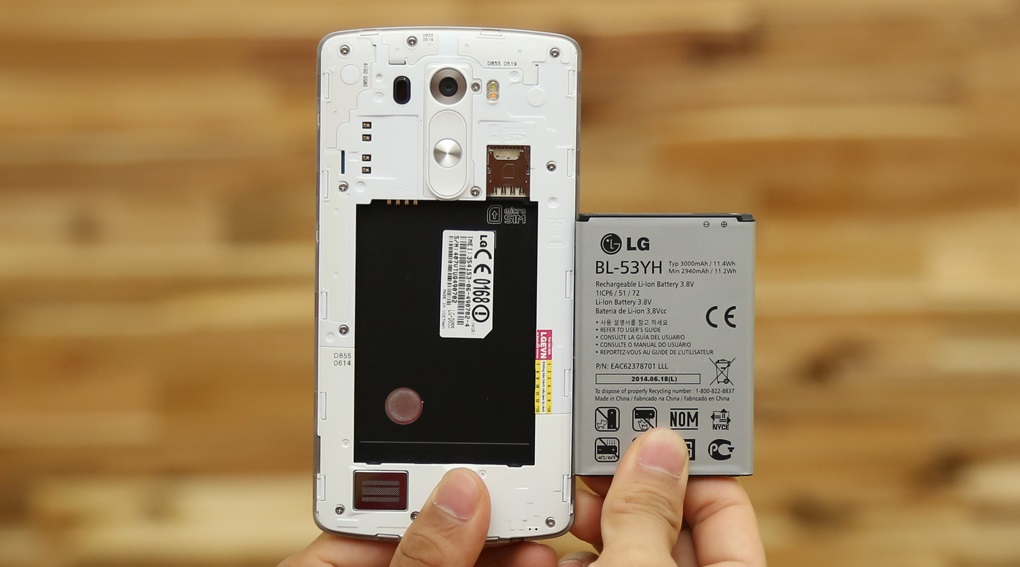 D855
D855 0519
micro
SIM
LG CE 0168
D855
0614
LGEVN
LG
BL-53YH
Typ 3000mAh / 11.4Wh
Min 2940mAh / 11.2Wh
Rechargeable Li-Ion Battery 3.8V
1ICP6 / 51 / 72
Li-Ion Battery 3.8V
Bateria de Li-Ion 3,8Vcc
• 사용 설명서를 참고 하세요
• REFER TO USER'S GUIDE
• CONSULTE LA GUÍA DEL USUARIO
• CONSULTE O MANUAL DO USUÁRIO
• REPORTEZ-VOUS AU GUIDE DE L'UTILISATEUR
CE
P/N: EAC62378701 LLL
2014.06.18(L)
To dispose of properly Recycling number : 1-800-822-8837
Made in China / Fabricado na China / Fabriqué en Chine
NOM
NYCE